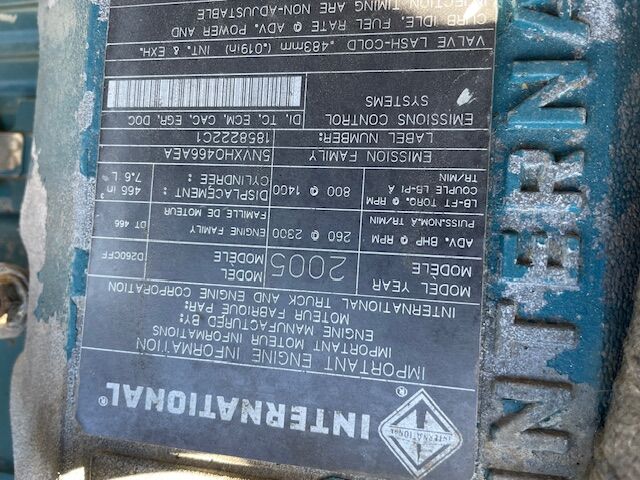 INTERNATIONAL®
IMPORTANT ENGINE INFORMATION
IMPORTANT MOTEUR INFORMATION
ENGINE MANUFACTURED BY:
MOTEUR FABRIQUE PAR:
INTERNATIONAL TRUCK AND ENGINE CORPORATION
MODEL YEAR
MODÈLE
2005
MODEL
MODÈLE
D260CFF
ADV. BHP @ RPM
PUISS.NOM.A TR/MIN
260 @ 2300
ENGINE FAMILY
FAMILLE DE MOTEUR
DT 466
LB-FT TORQ. @ RPM
COUPLE LB-PI A
TR/MIN
800 @ 1400
DISPLACEMENT:
CYLINDREE:
466 in³
7.6 L
EMISSION FAMILY
5NVXH0466AEA
LABEL NUMBER:
1858222C1
EMISSIONS CONTROL
SYSTEMS
DI, TC, ECM, CAC, EGR, DOC
VALVE LASH-COLD .483mm (.019in) INT. & EXH.
CURB IDLE, FUEL RATE @ ADV. POWER AND
INJECTION TIMING ARE NON-ADJUSTABLE
INTERNA